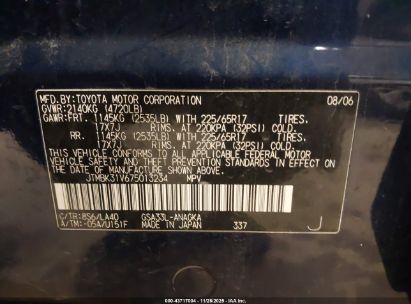 MFD.BY:TOYOTA MOTOR CORPORATION 08/06
GVWR:2140KG (4720LB)
GAWR:FRT. 1145KG (2535LB) WITH 225/65R17 TIRES.
17X7J RIMS. AT 220KPA (32PSI) COLD.
RR. 1145KG (2535LB) WITH 225/65R17 TIRES.
17X7J RIMS. AT 220KPA (32PSI) COLD.
THIS VEHICLE CONFORMS TO ALL APPLICABLE FEDERAL MOTOR
VEHICLE SAFETY AND THEFT PREVENTION STANDARDS IN EFFECT ON
THE DATE OF MANUFACTURE SHOWN ABOVE.
JTMBK31V675013234 MPV
C/TR:8S6/LA40 GSA33L-ANAGKA
A/TM:-05A/U151F MADE IN JAPAN 337 J
000-43717004 - 11/28/2025 - IAA